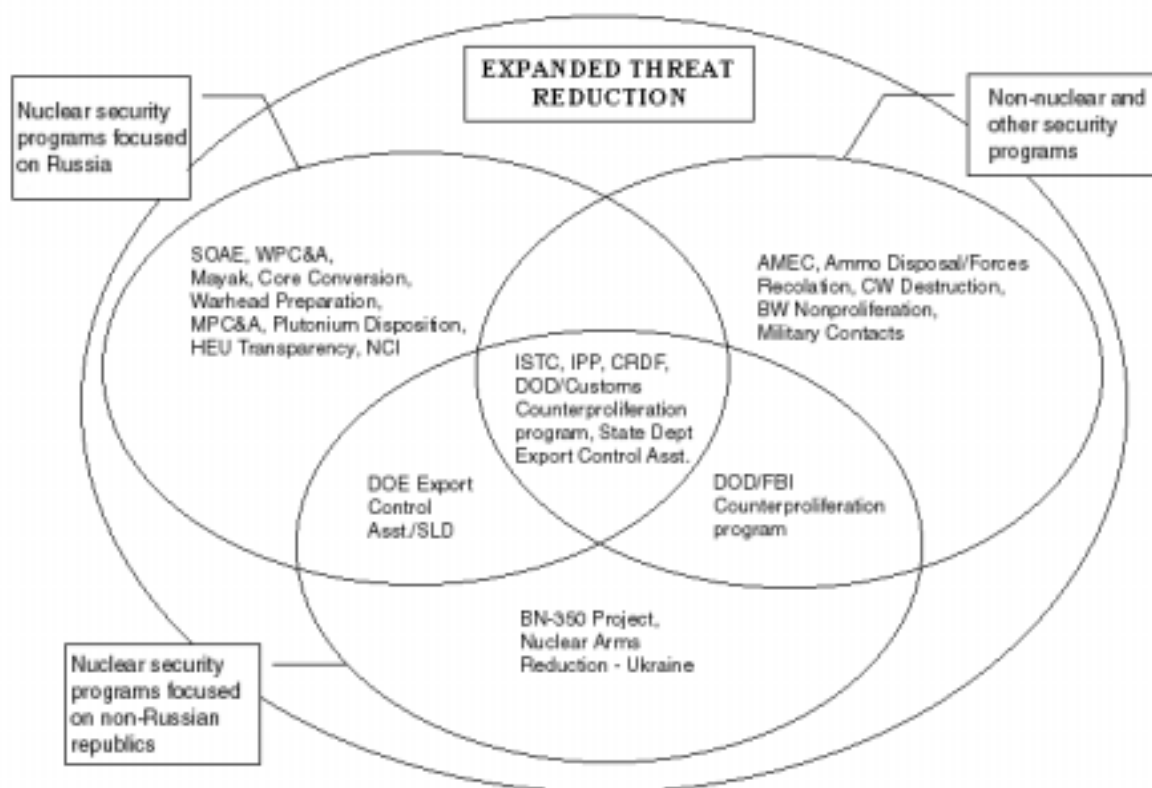 EXPANDED THREAT
REDUCTION
Nuclear security
programs focused
on Russia
Non-nuclear and
other security
programs
SOAE, WPC&A,
Mayak, Core Conversion,
Warhead Preparation,
MPC&A, Plutonium Disposition,
HEU Transparency, NCI
AMEC, Ammo Disposal/Forces
Recolation, CW Destruction,
BW Nonproliferation,
Military Contacts
ISTC, IPP, CRDF,
DOD/Customs
Counterproliferation
program, State Dept
Export Control Asst.
DOE Export
Control
Asst./SLD
DOD/FBI
Counterproliferation
program
BN-350 Project,
Nuclear Arms
Reduction - Ukraine
Nuclear security
programs focused
on non-Russian
republics